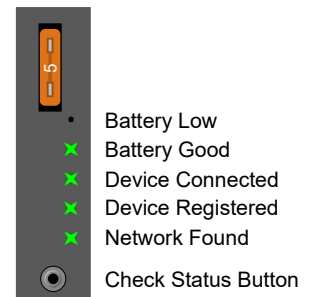 5
Battery Low
Battery Good
Device Connected
Device Registered
Network Found
Check Status Button